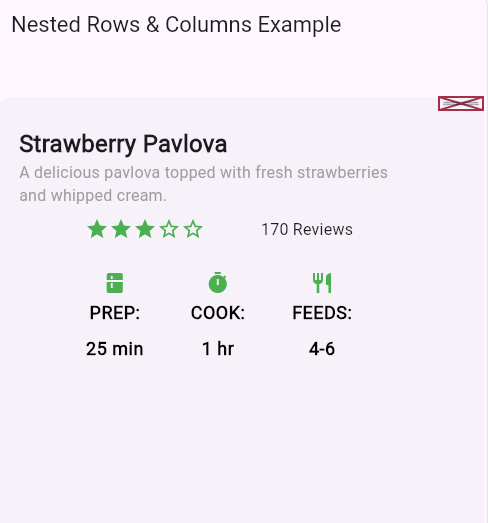 Nested Rows & Columns Example
Strawberry Pavlova
A delicious pavlova topped with fresh strawberries
and whipped cream.
170 Reviews
PREP: COOK: FEEDS:
25 min 1 hr 4-6